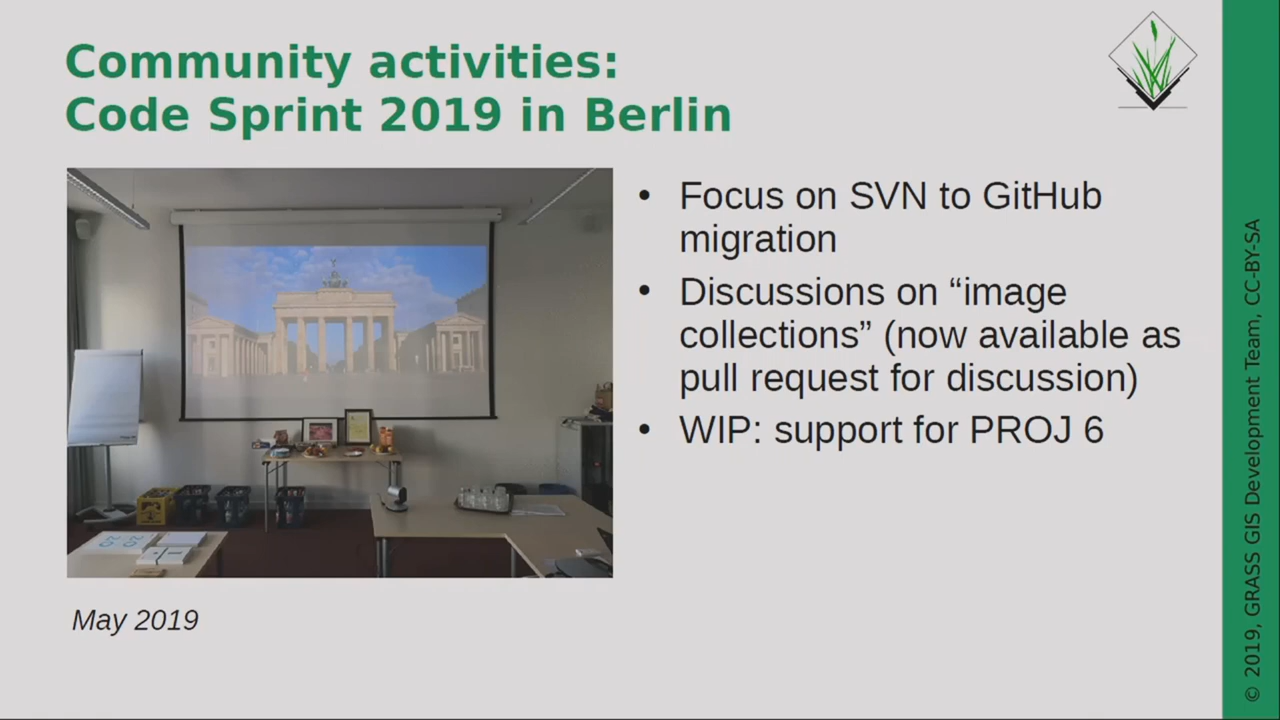 Community activities:
Code Sprint 2019 in Berlin
• Focus on SVN to GitHub
migration
• Discussions on “image
collections” (now available as
pull request for discussion)
• WIP: support for PROJ 6
May 2019
© 2019, GRASS GIS Development Team, CC-BY-SA